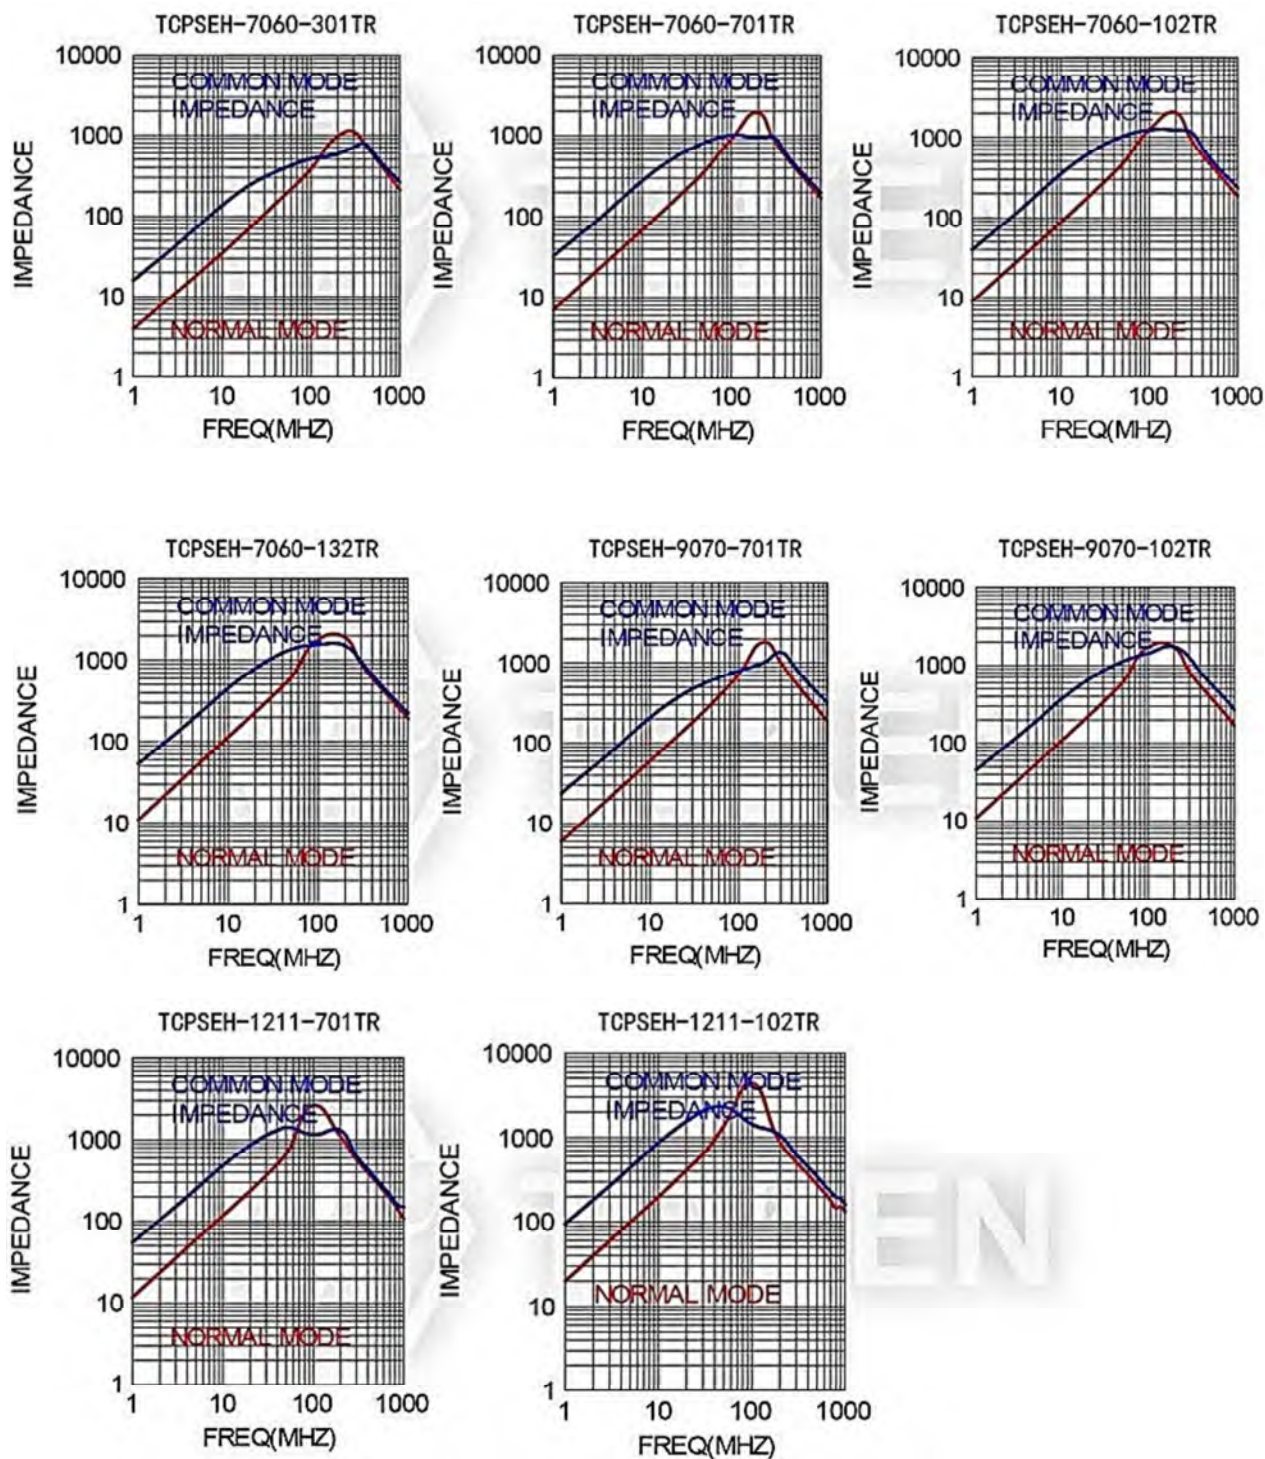 TCPSEH-7060-301TR
10000
1000
100
10
1
COMMON MODE
IMPEDANCE
NORMAL MODE
IMPEDANCE
1 10 100 1000
FREQ(MHZ)
TCPSEH-7060-701TR
10000
1000
100
10
1
COMMON MODE
IMPEDANCE
NORMAL MODE
IMPEDANCE
1 10 100 1000
FREQ(MHZ)
TCPSEH-7060-102TR
10000
1000
100
10
1
COMMON MODE
IMPEDANCE
NORMAL MODE
IMPEDANCE
1 10 100 1000
FREQ(MHZ)
TCPSEH-7060-132TR
10000
1000
100
10
1
COMMON MODE
IMPEDANCE
NORMAL MODE
IMPEDANCE
1 10 100 1000
FREQ(MHZ)
TCPSEH-9070-701TR
10000
1000
100
10
1
COMMON MODE
IMPEDANCE
NORMAL MODE
IMPEDANCE
1 10 100 1000
FREQ(MHZ)
TCPSEH-9070-102TR
10000
1000
100
10
1
COMMON MODE
IMPEDANCE
NORMAL MODE
IMPEDANCE
1 10 100 1000
FREQ(MHZ)
TCPSEH-1211-701TR
10000
1000
100
10
1
COMMON MODE
IMPEDANCE
NORMAL MODE
IMPEDANCE
1 10 100 1000
FREQ(MHZ)
TCPSEH-1211-102TR
10000
1000
100
10
1
COMMON MODE
IMPEDANCE
NORMAL MODE
IMPEDANCE
1 10 100 1000
FREQ(MHZ)